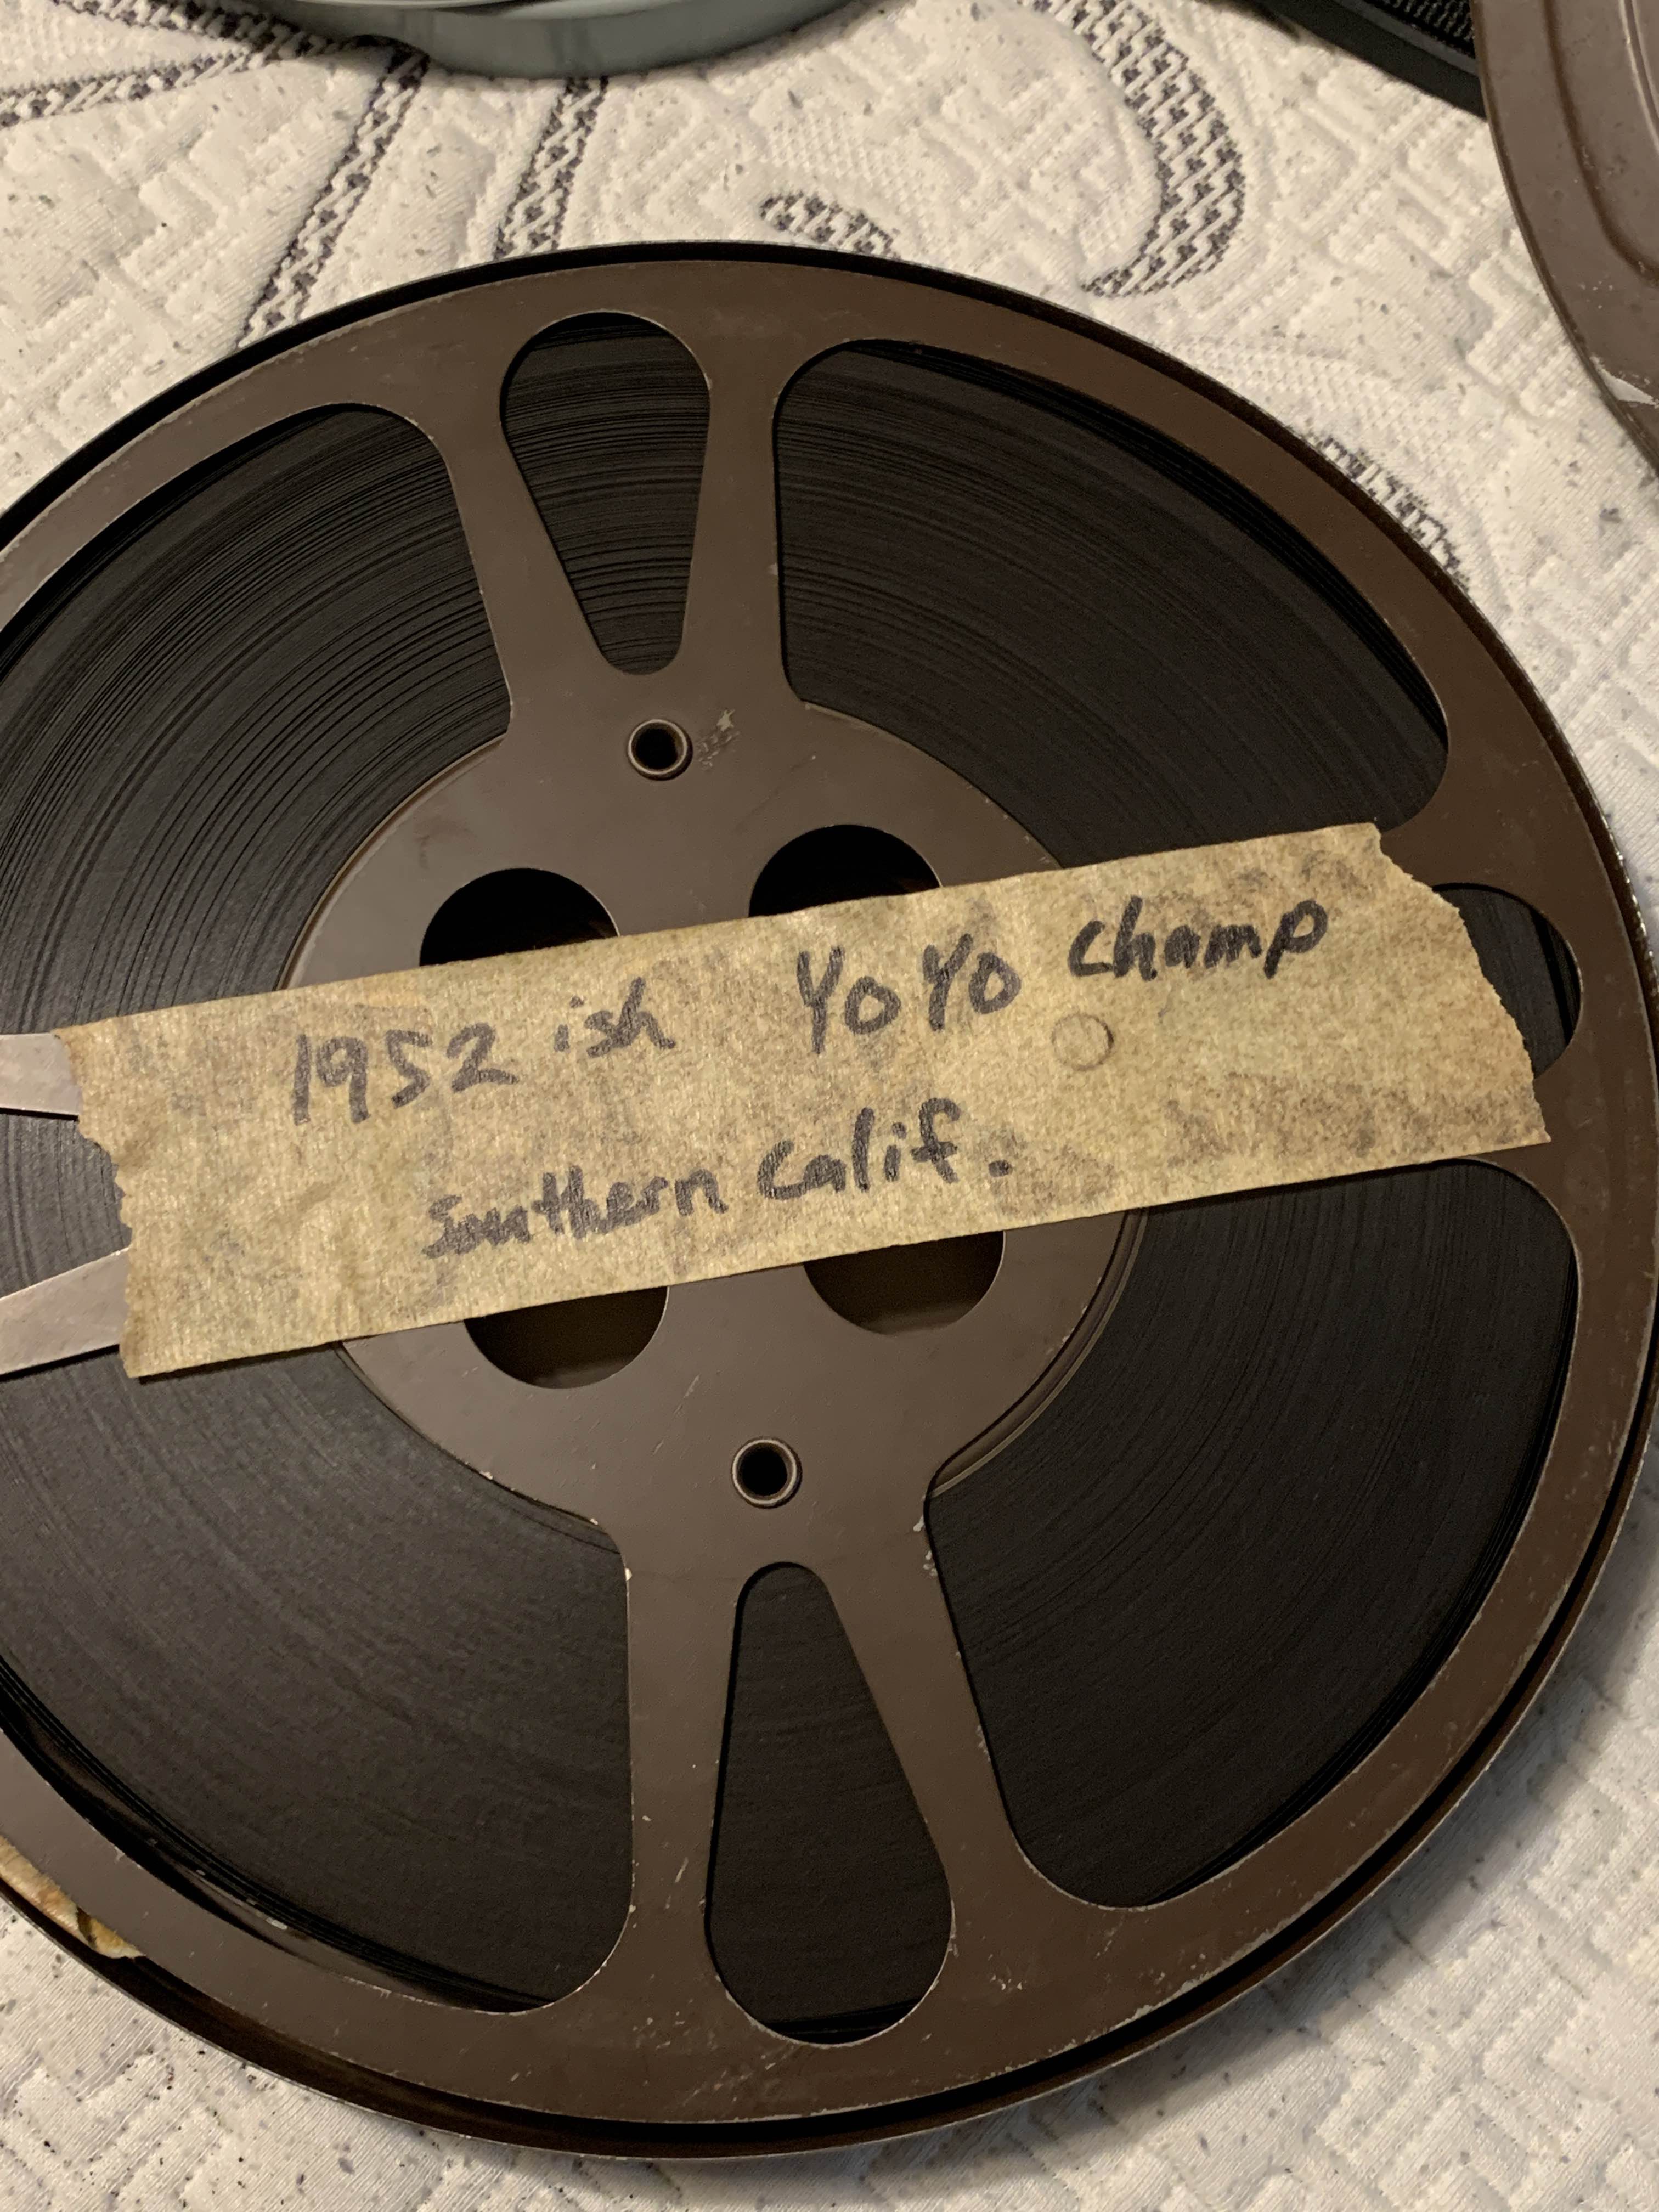 1952 ish YoYo champ
Southern Calif.